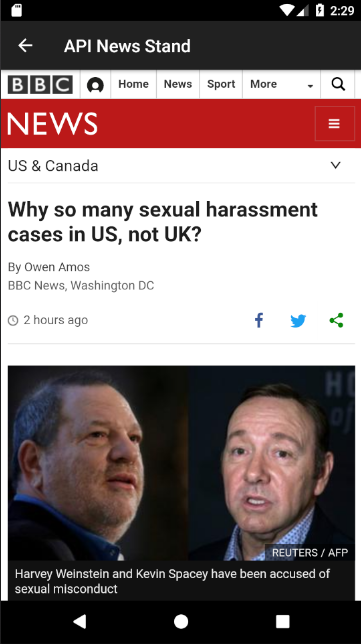 2:29
API News Stand
BBC Home News Sport More
NEWS
US & Canada
Why so many sexual harassment
cases in US, not UK?
By Owen Amos
BBC News, Washington DC
2 hours ago
REUTERS / AFP
Harvey Weinstein and Kevin Spacey have been accused of
sexual misconduct